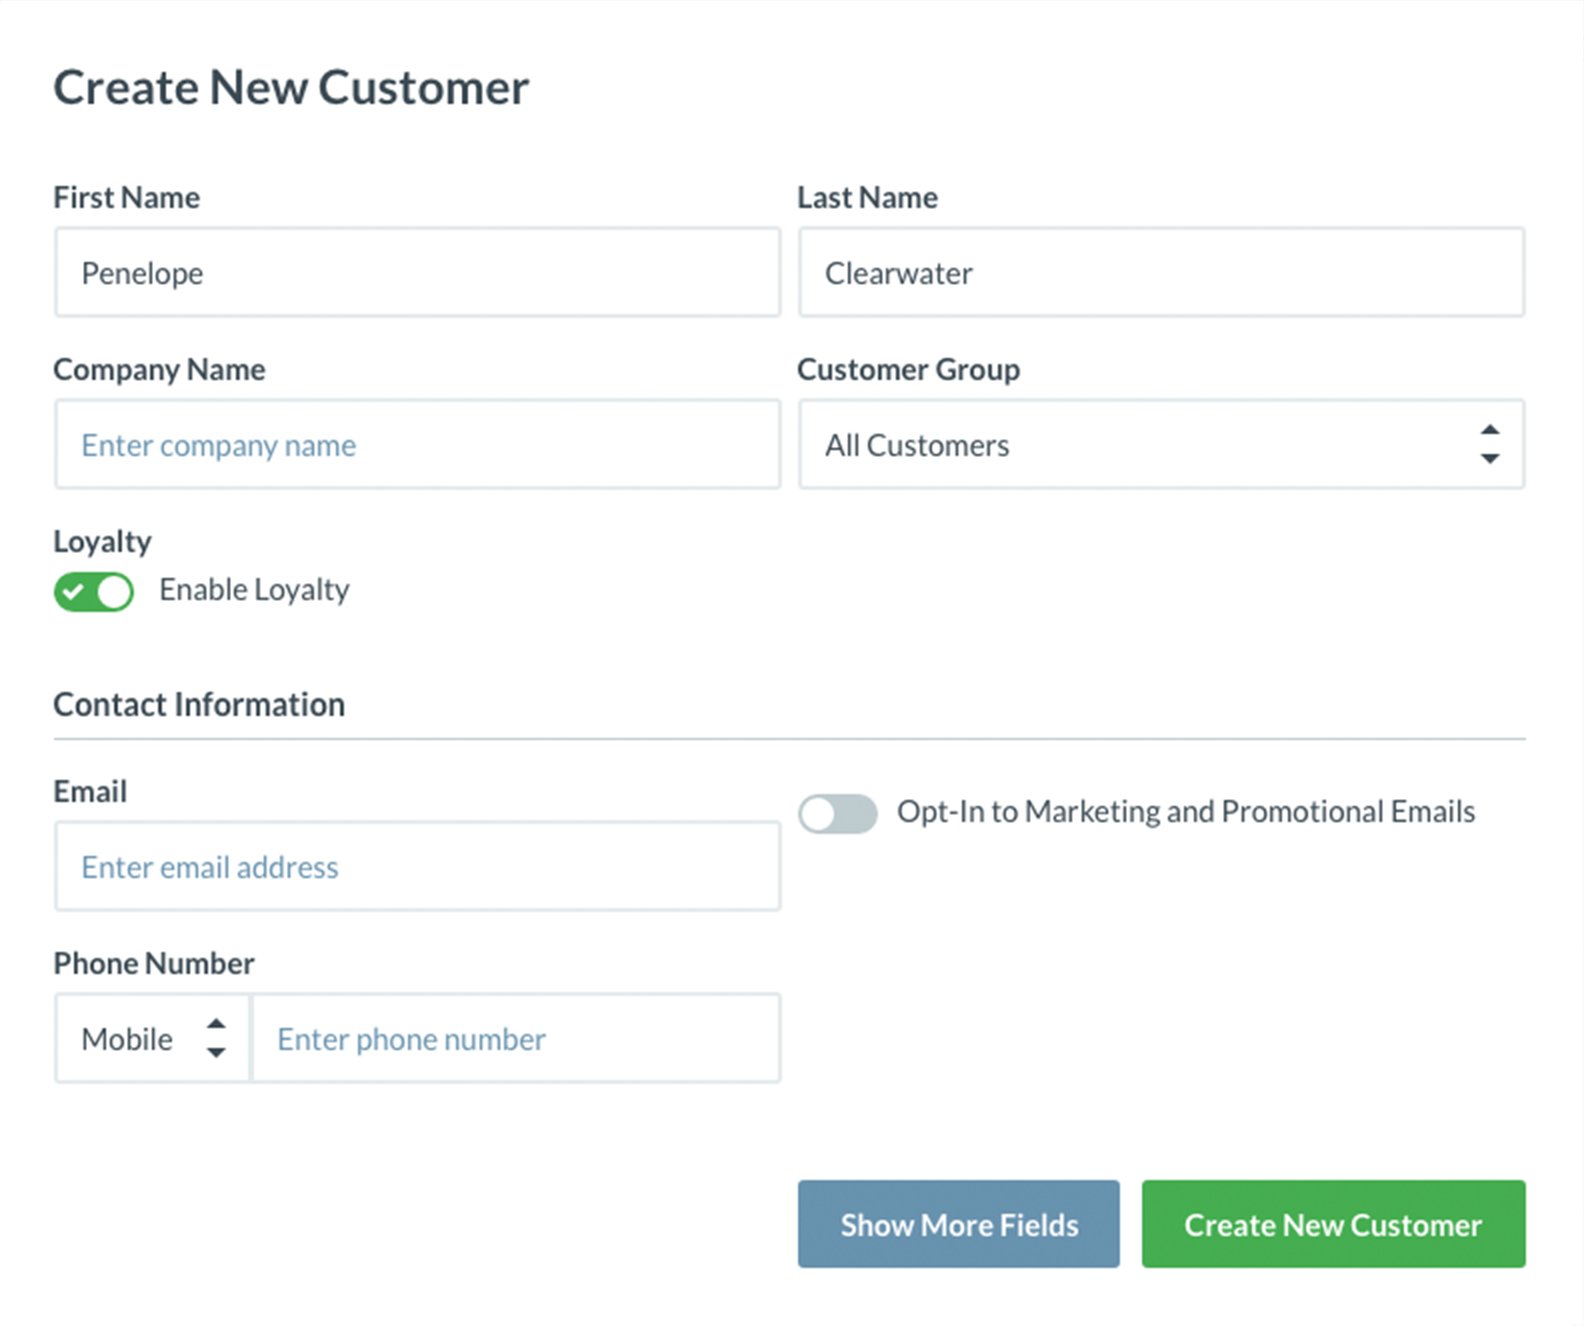 Create New Customer
First Name
Last Name
Penelope
Clearwater
Company Name
Customer Group
Enter company name
All Customers
Loyalty
Enable Loyalty
Contact Information
Email
Opt-In to Marketing and Promotional Emails
Enter email address
Phone Number
Mobile
Enter phone number
Show More Fields
Create New Customer